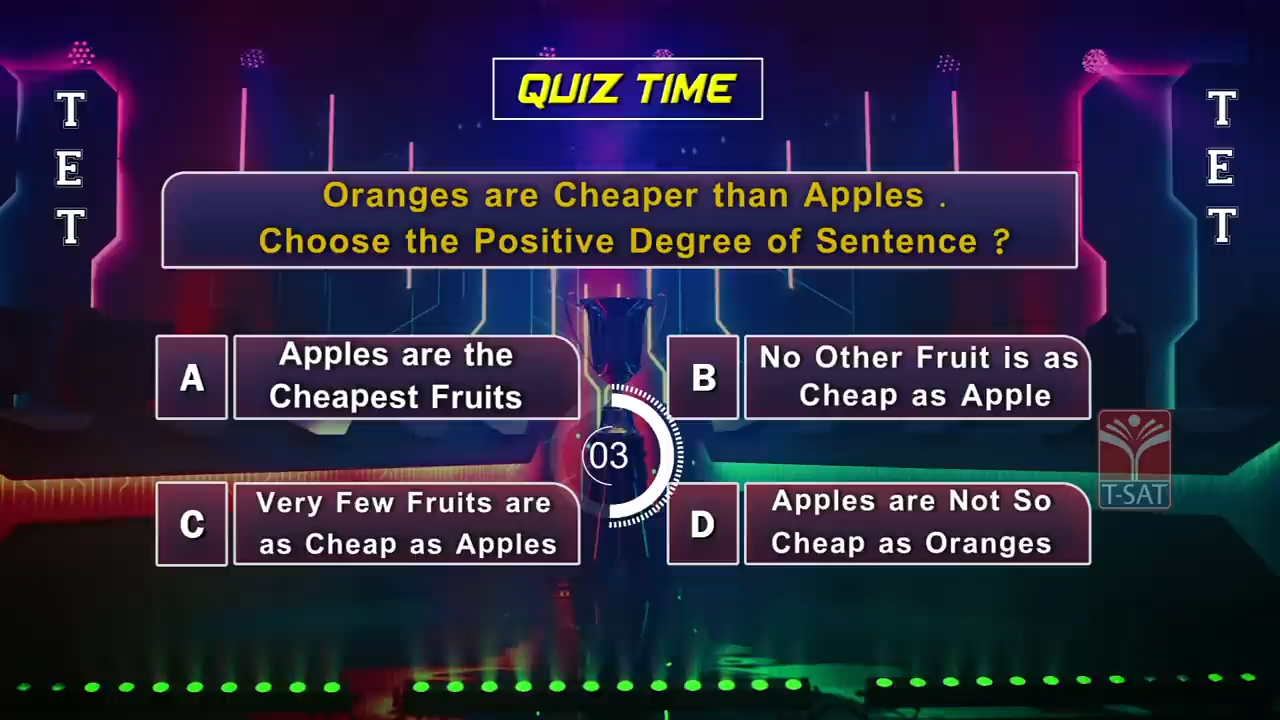 QUIZ TIME
T
E
T
T
E
T
Oranges are Cheaper than Apples .
Choose the Positive Degree of Sentence ?
A
Apples are the
Cheapest Fruits
B
No Other Fruit is as
Cheap as Apple
03
C
Very Few Fruits are
as Cheap as Apples
D
Apples are Not So
Cheap as Oranges
T-SAT